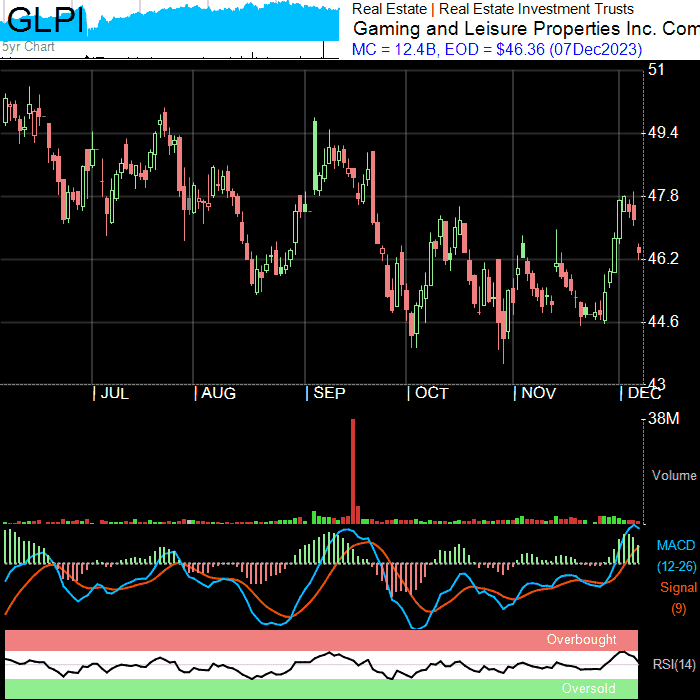 GLPI
5yr Chart
Real Estate | Real Estate Investment Trusts
Gaming and Leisure Properties Inc. Com
MC = 12.4B, EOD = $46.36 (07Dec2023)
51
49.4
47.8
46.2
44.6
43
JUL AUG SEP OCT NOV DEC
38M
Volume
MACD
(12-26)
Signal
(9)
Overbought
RSI(14)
Oversold